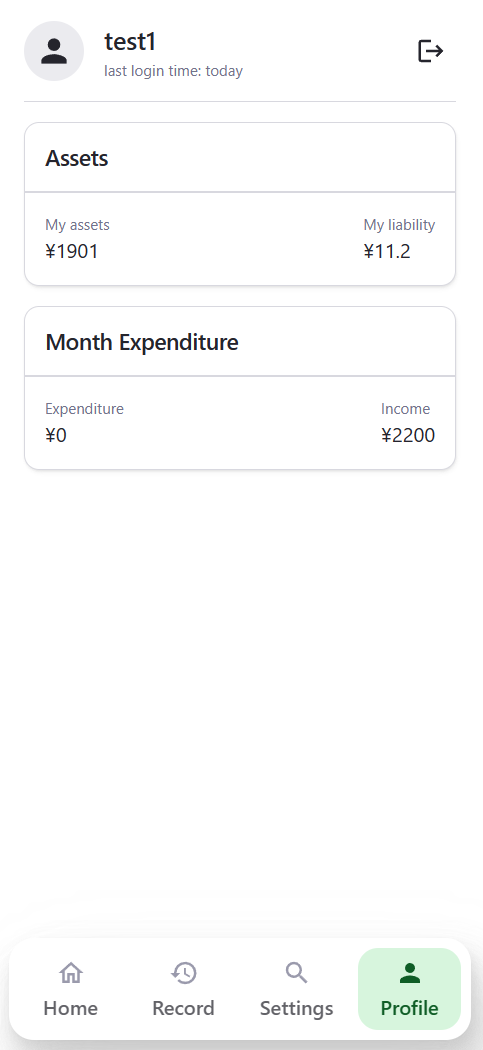 test1
last login time: today
Assets
My assets
My liability
¥1901
¥11.2
Month Expenditure
Expenditure
Income
¥0
¥2200
Home
Record
Settings
Profile